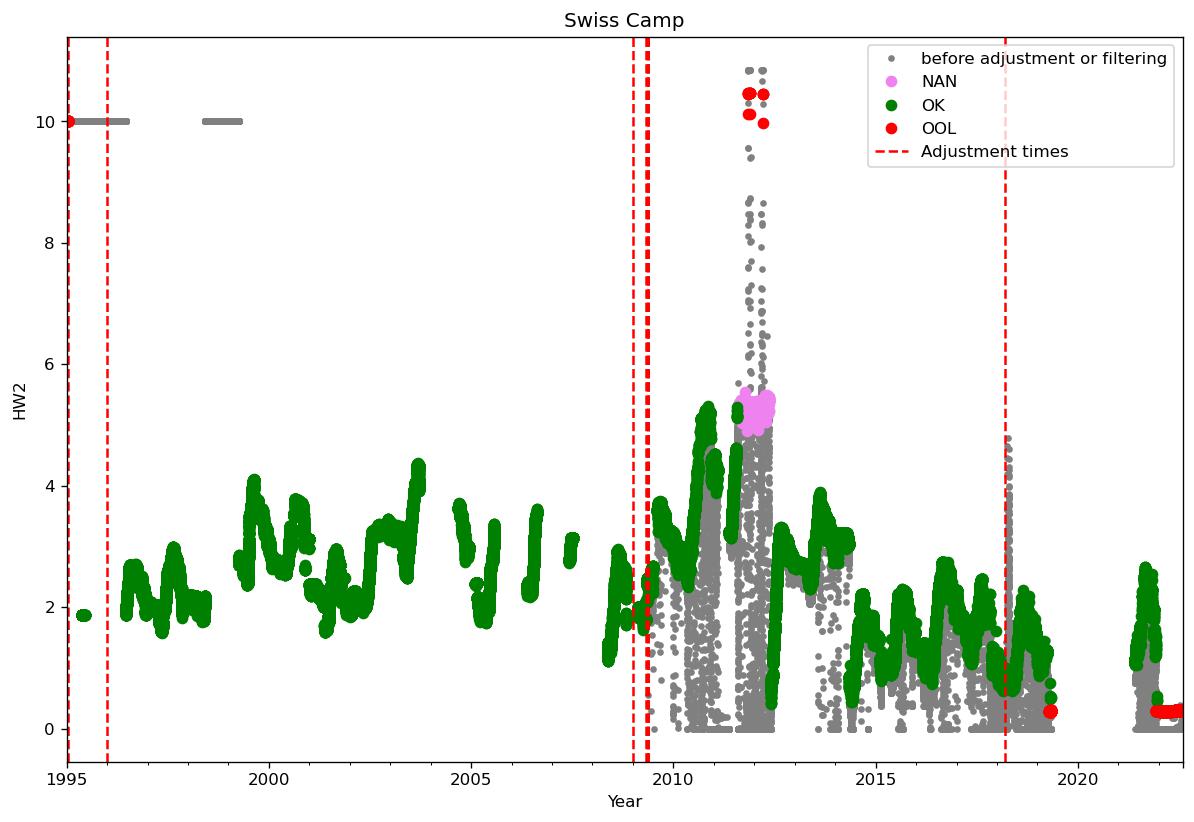 Swiss Camp
before adjustment or filtering
NAN
OK
OOL
Adjustment times
10
8
6
4
2
0
HW2
1995
2000
2005
2010
2015
2020
Year